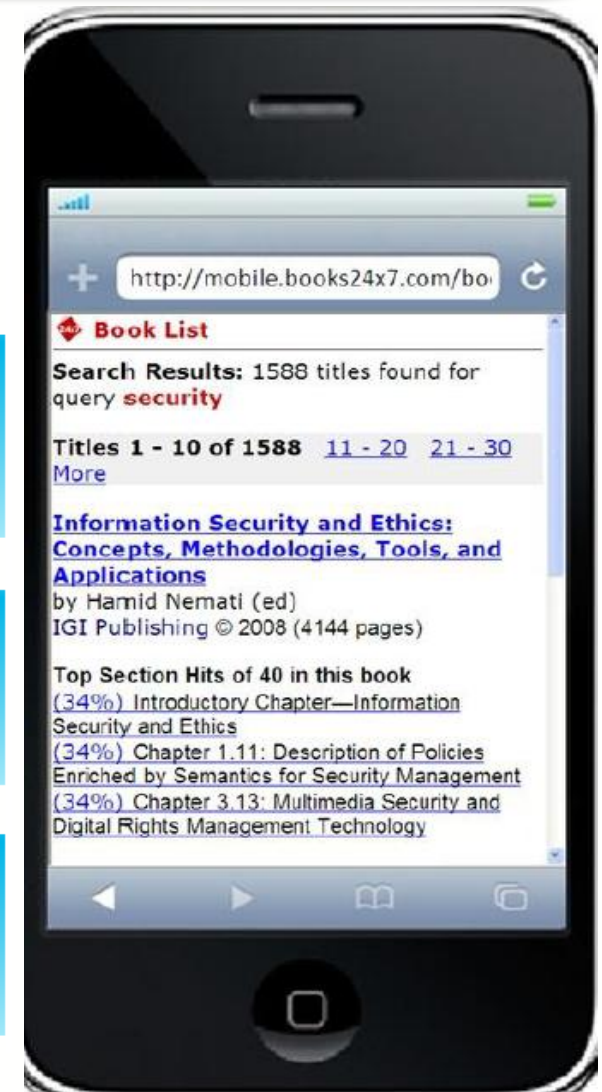 http://mobile.books24x7.com/bo
Book List
Search Results: 1588 titles found for
query security
Titles 1 - 10 of 1588 11 - 20 21 - 30
More
Information Security and Ethics:
Concepts, Methodologies, Tools, and
Applications
by Hamid Nemati (ed)
IGI Publishing © 2008 (4144 pages)
Top Section Hits of 40 in this book
(34%) Introductory Chapter—Information
Security and Ethics
(34%) Chapter 1.11: Description of Policies
Enriched by Semantics for Security Management
(34%) Chapter 3.13: Multimedia Security and
Digital Rights Management Technology